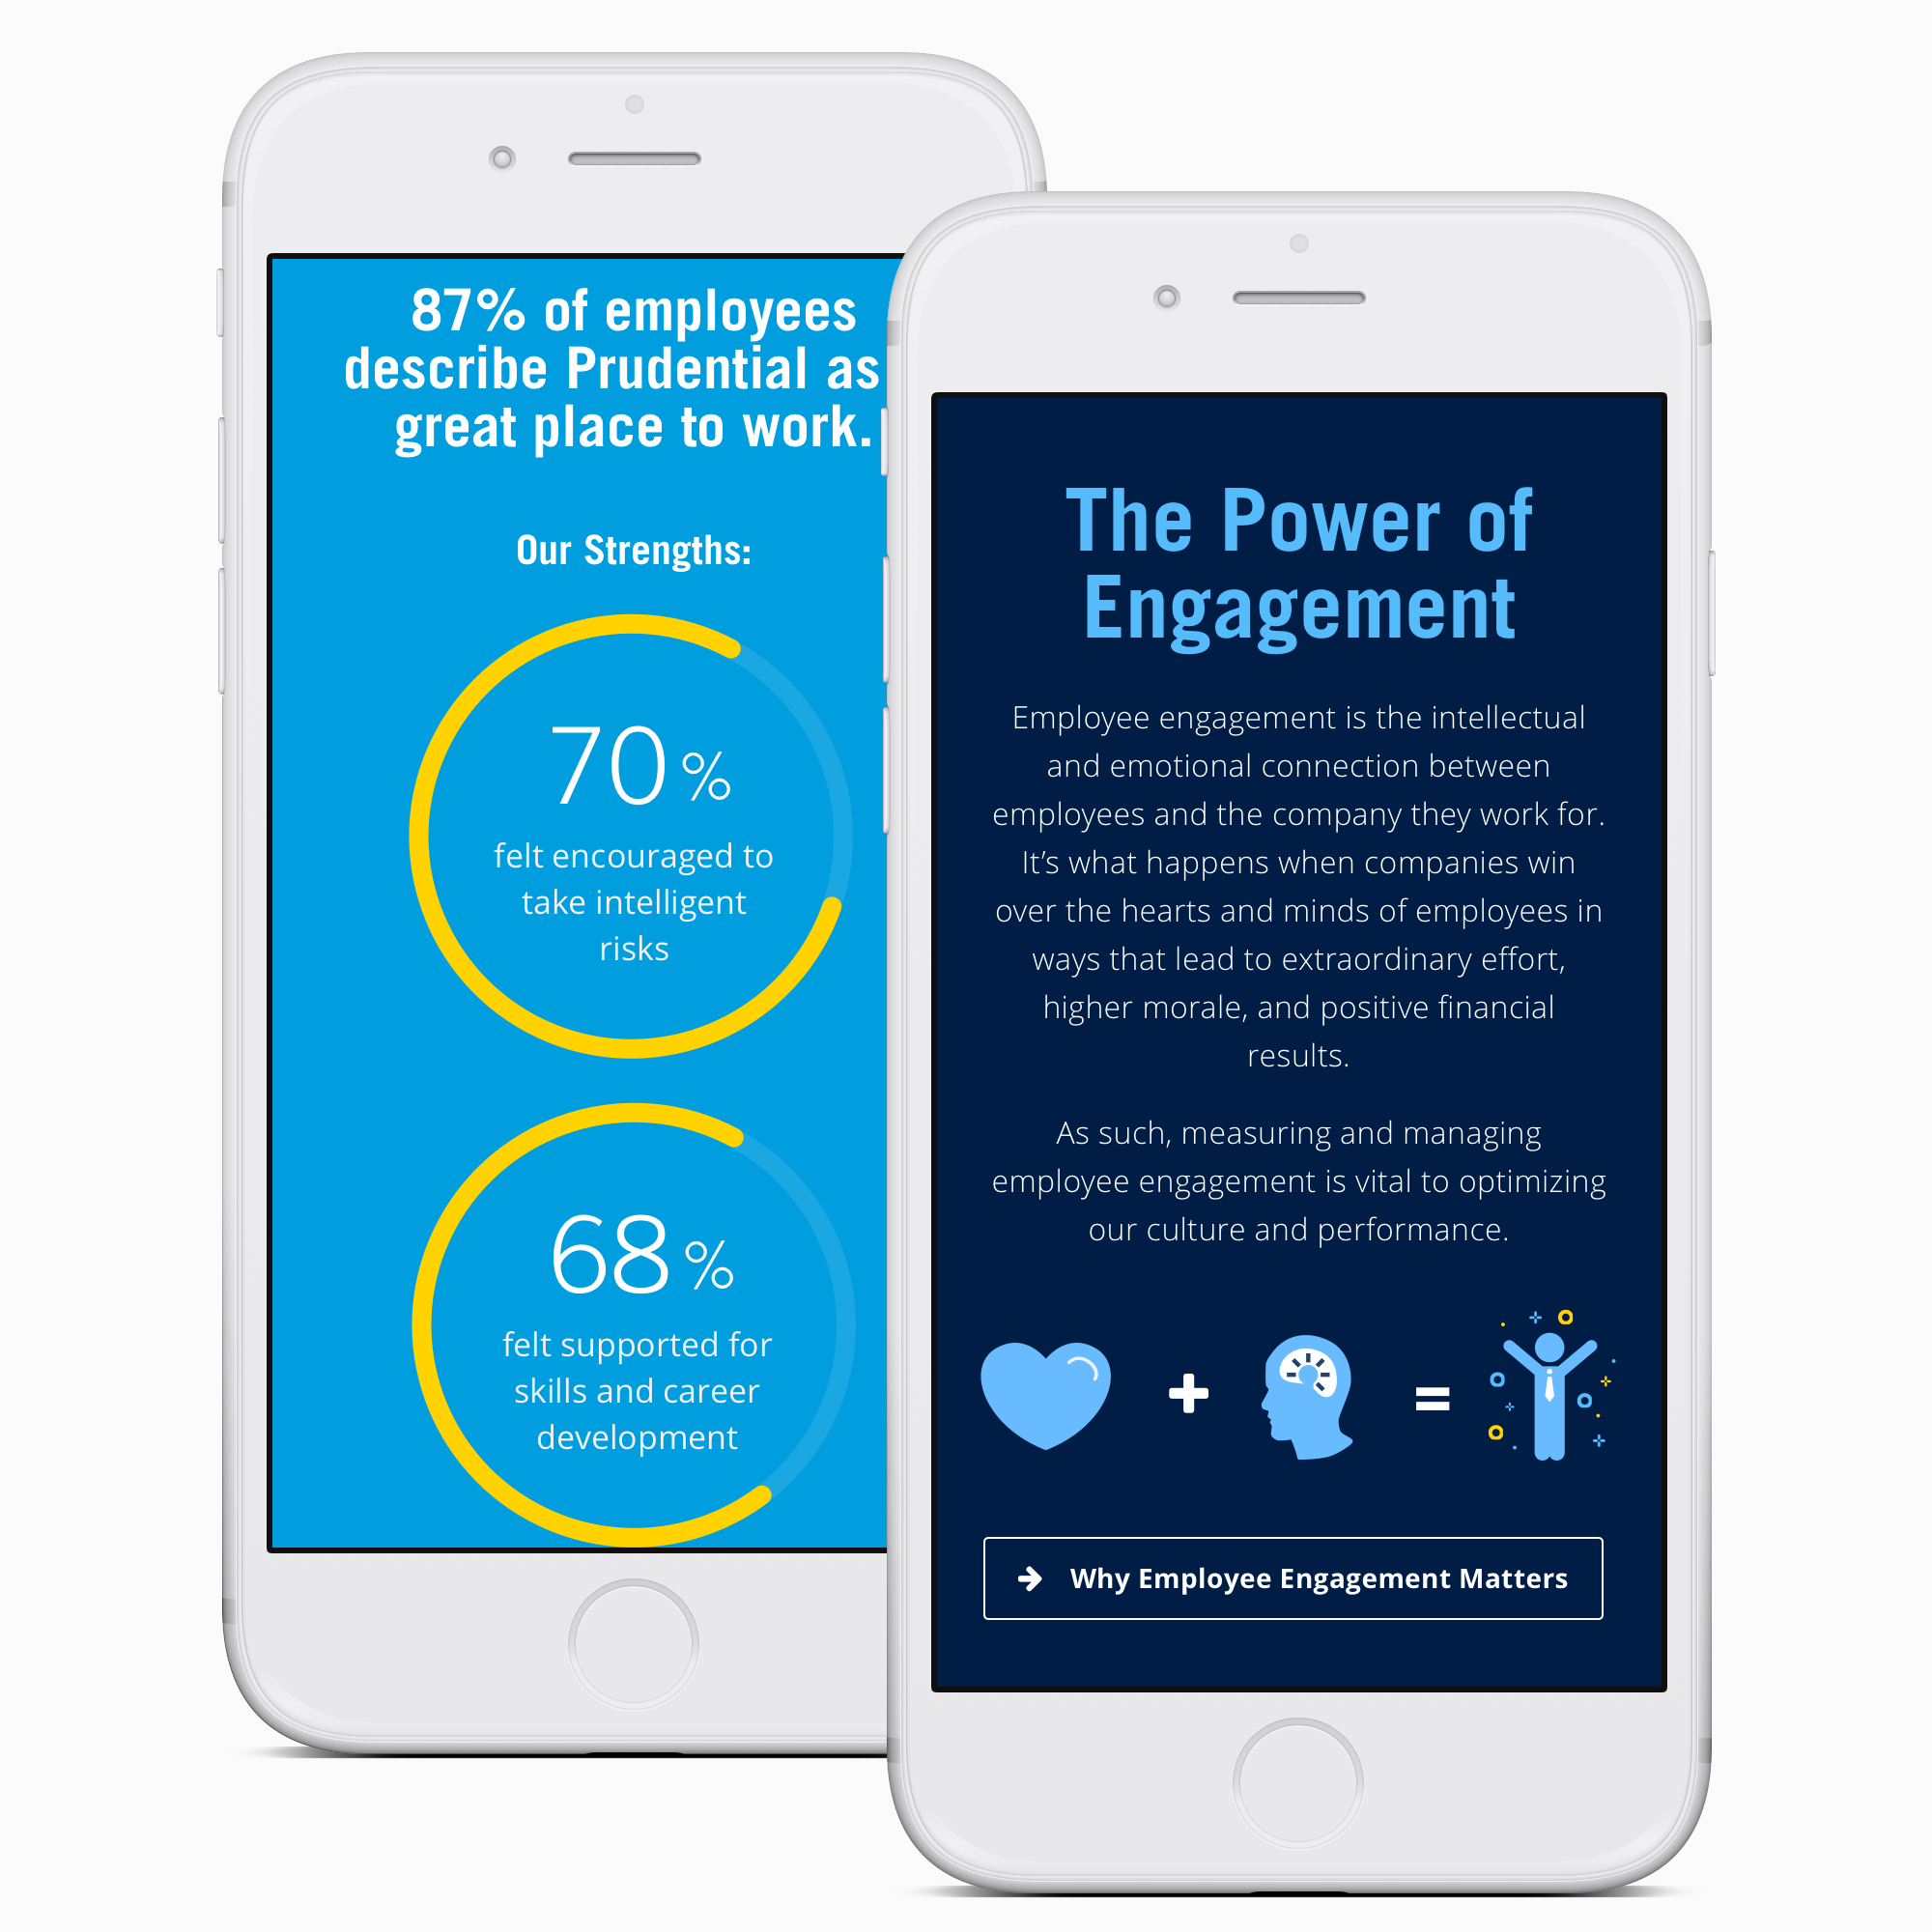 87% of employees
describe Prudential as
great place to work.
Our Strengths:
70 %
felt encouraged to
take intelligent
risks
68 %
felt supported for
skills and career
development
The Power of
Engagement
Employee engagement is the intellectual
and emotional connection between
employees and the company they work for.
It’s what happens when companies win
over the hearts and minds of employees in
ways that lead to extraordinary effort,
higher morale, and positive financial
results.
As such, measuring and managing
employee engagement is vital to optimizing
our culture and performance.
+ =
Why Employee Engagement Matters